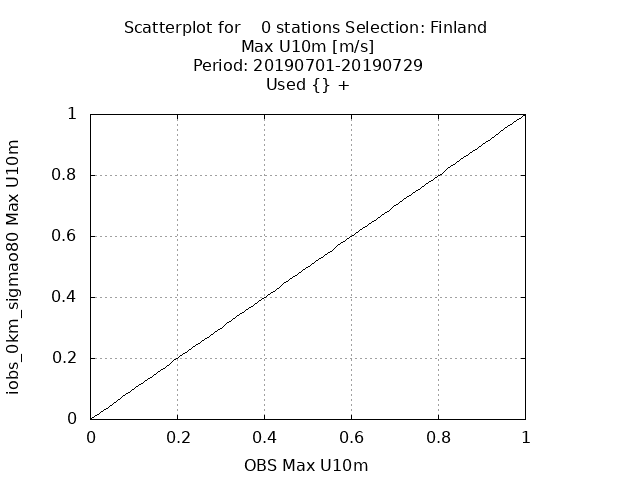 Scatterplot for    0 stations Selection: Finland
Max U10m [m/s]
Period: 20190701-20190729
Used {} +
1
0.8
0.6
0.4
0.2
0
iobs_0km_sigmao80 Max U10m
0 0.2 0.4 0.6 0.8 1
OBS Max U10m